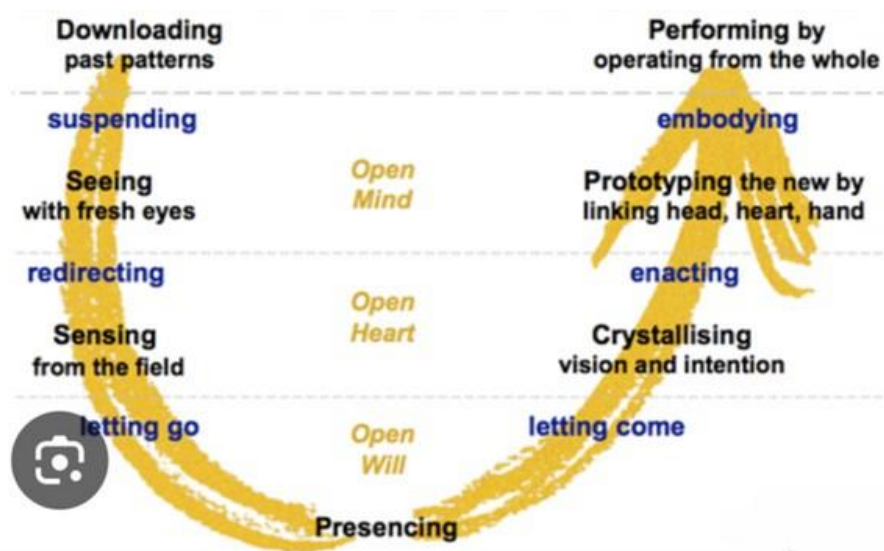 Downloading
past patterns
Performing by
operating from the whole
suspending
embodying
Seeing
with fresh eyes
Open
Mind
Prototyping the new by
linking head, heart, hand
redirecting
enacting
Sensing
from the field
Open
Heart
Crystallising
vision and intention
letting go
Open
Will
letting come
Presencing